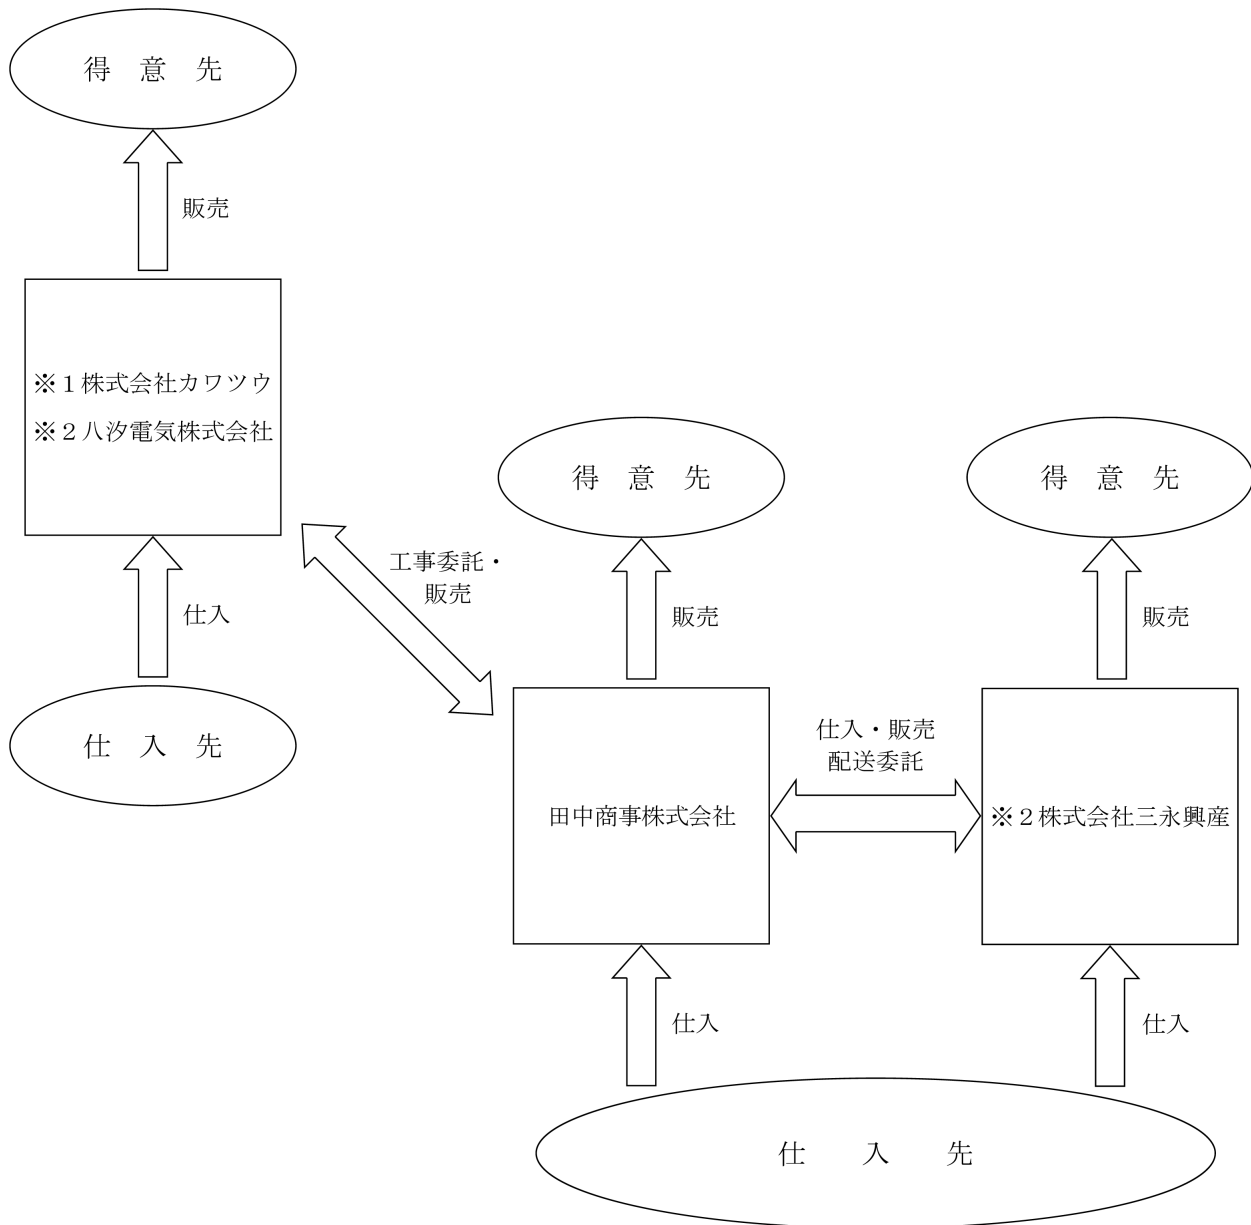 得　意　先
販売
※１株式会社カワツウ
※２八汐電気株式会社
仕入
仕　入　先
工事委託・
販売
得　意　先
販売
田中商事株式会社
仕入
仕入・販売
配送委託
得　意　先
販売
※２株式会社三永興産
仕入
仕　入　先